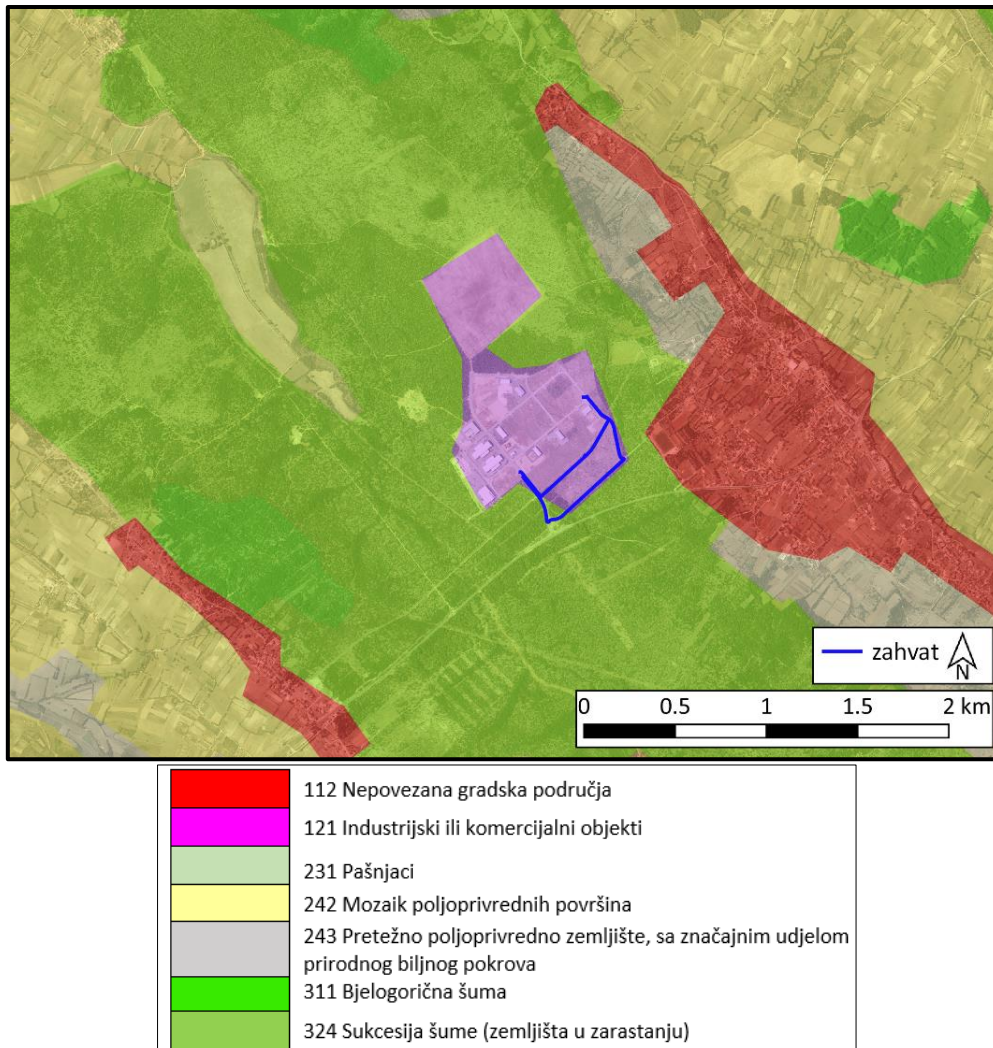 zahvat
N
0 0.5 1 1.5 2 km
112 Nepovezana gradska područja
121 Industrijski ili komercijalni objekti
231 Pašnjaci
242 Mozaik poljoprivrednih površina
243 Pretežno poljoprivredno zemljište, sa značajnim udjelom
prirodnog biljnog pokrova
311 Bjelogorična šuma
324 Sukcesija šume (zemljišta u zarastanju)